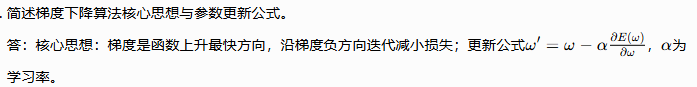 . 简述梯度下降算法核心思想与参数更新公式。
答：核心思想：梯度是函数上升最快方向，沿梯度负方向迭代减小损失；更新公式ω′ = ω − α ∂E(ω)/∂ω，α为
学习率。